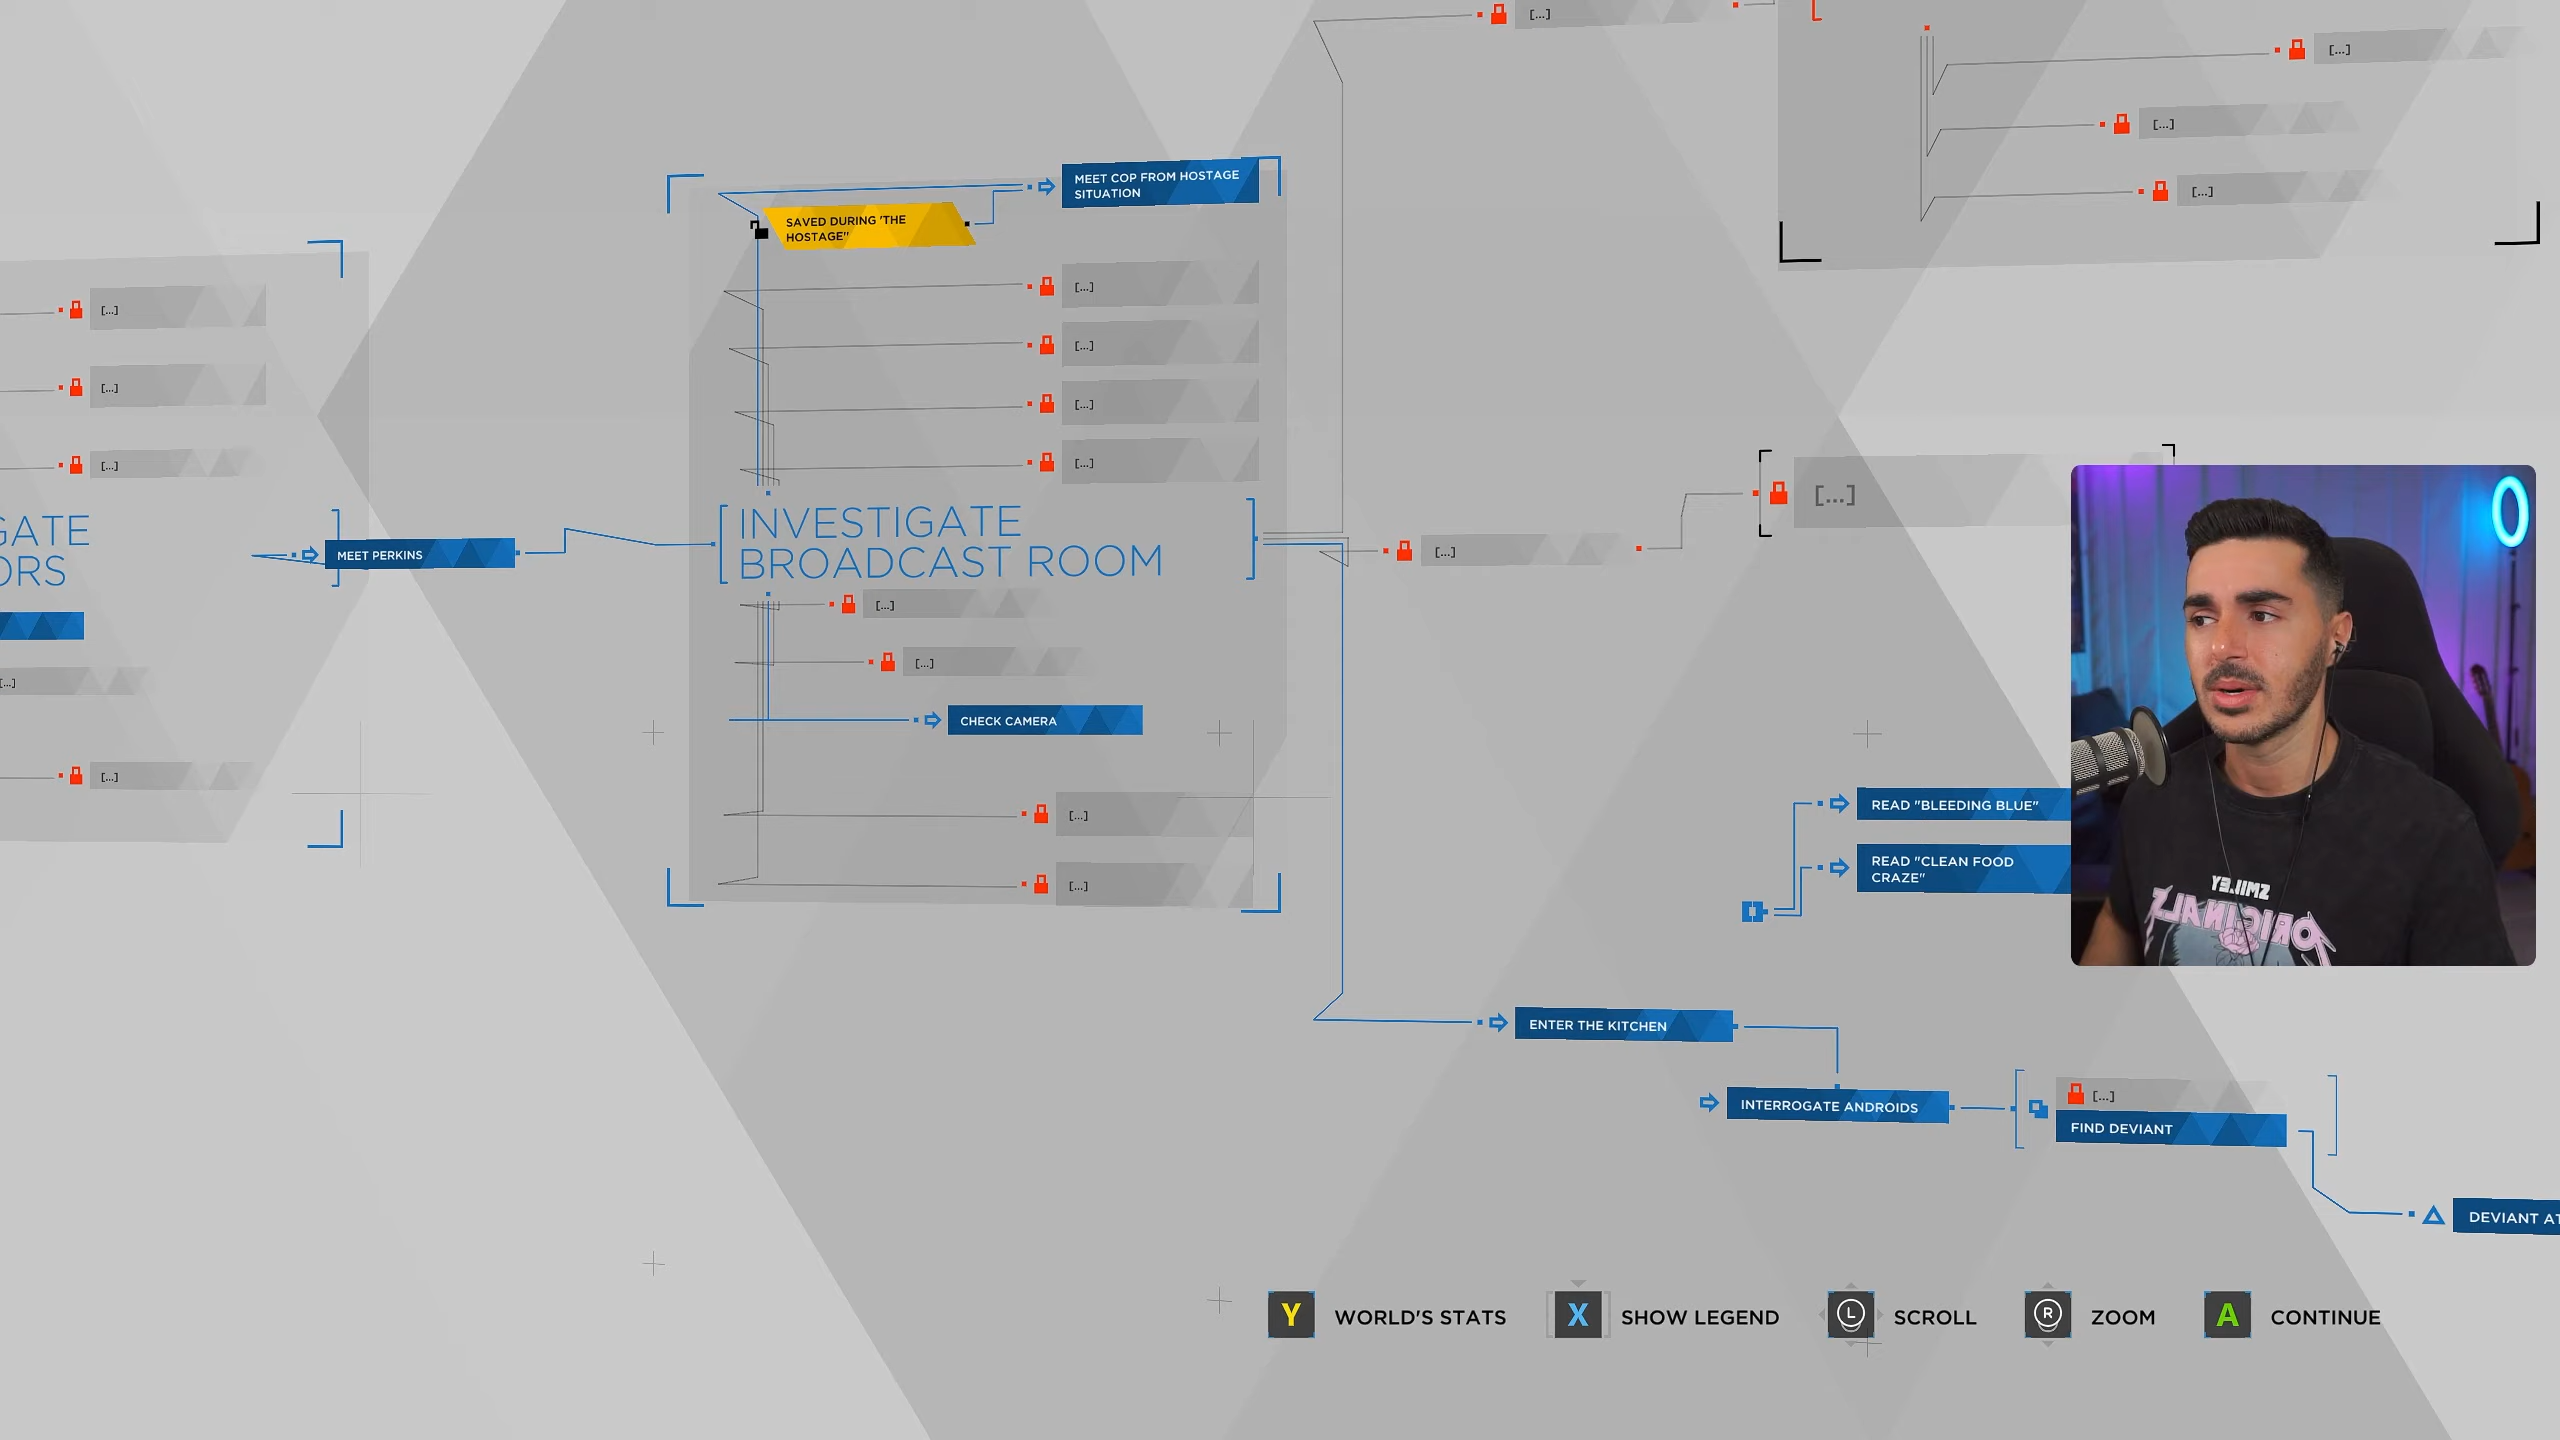 [...]
[...]
MEET COP FROM HOSTAGE
SITUATION
[...]
[...]
SAVED DURING 'THE
HOSTAGE"
[...]
[...]
[...]
[...]
[...]
[...]
[...]
[...]
GATE
ORS
MEET PERKINS
INVESTIGATE
BROADCAST ROOM
[...]
[...]
[...]
[...]
[...]
CHECK CAMERA
[...]
[...]
[...]
READ "BLEEDING BLUE"
READ "CLEAN FOOD
CRAZE"
ZMILEY
ORIGINALZ
ENTER THE KITCHEN
INTERROGATE ANDROIDS
[...]
FIND DEVIANT
DEVIANT AT
Y WORLD'S STATS
X SHOW LEGEND
L SCROLL
R ZOOM
A CONTINUE